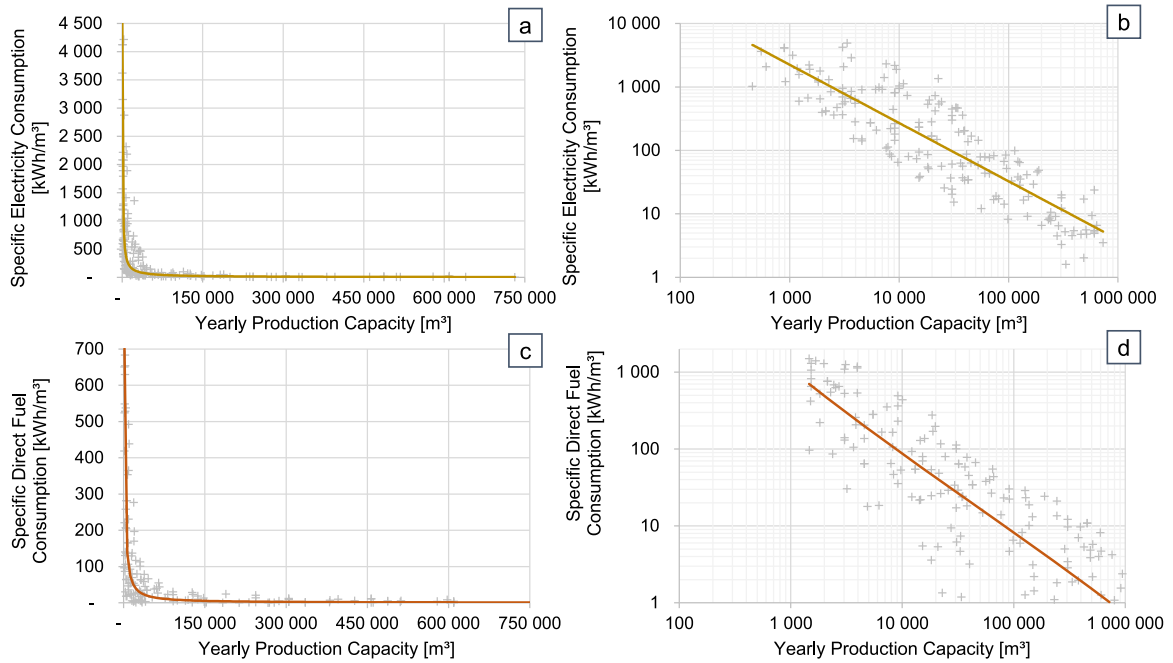 a
4 500
4 000
3 500
3 000
2 500
2 000
1 500
1 000
500
-
Specific Electricity Consumption
[kWh/m³]
-
150 000
300 000
450 000
600 000
750 000
Yearly Production Capacity [m³]
b
10 000
1 000
100
10
1
Specific Electricity Consumption
[kWh/m³]
100
1 000
10 000
100 000
1 000 000
Yearly Production Capacity [m³]
c
700
600
500
400
300
200
100
-
Specific Direct Fuel
Consumption [kWh/m³]
-
150 000
300 000
450 000
600 000
750 000
Yearly Production Capacity [m³]
d
1 000
100
10
1
Specific Direct Fuel
Consumption [kWh/m³]
100
1 000
10 000
100 000
1 000 000
Yearly Production Capacity [m³]